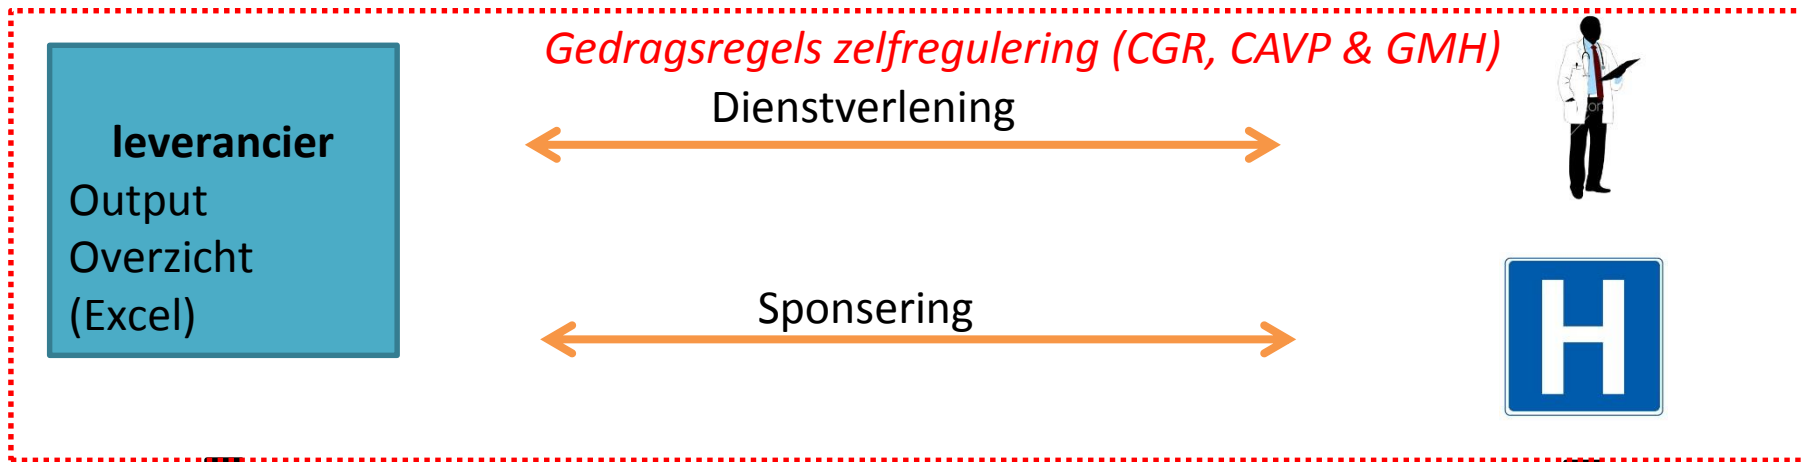 Gedragsregels zelfregulering (CGR, CAVP & GMH)
Dienstverlening
leverancier
Output
Overzicht
(Excel)
Sponsering
H